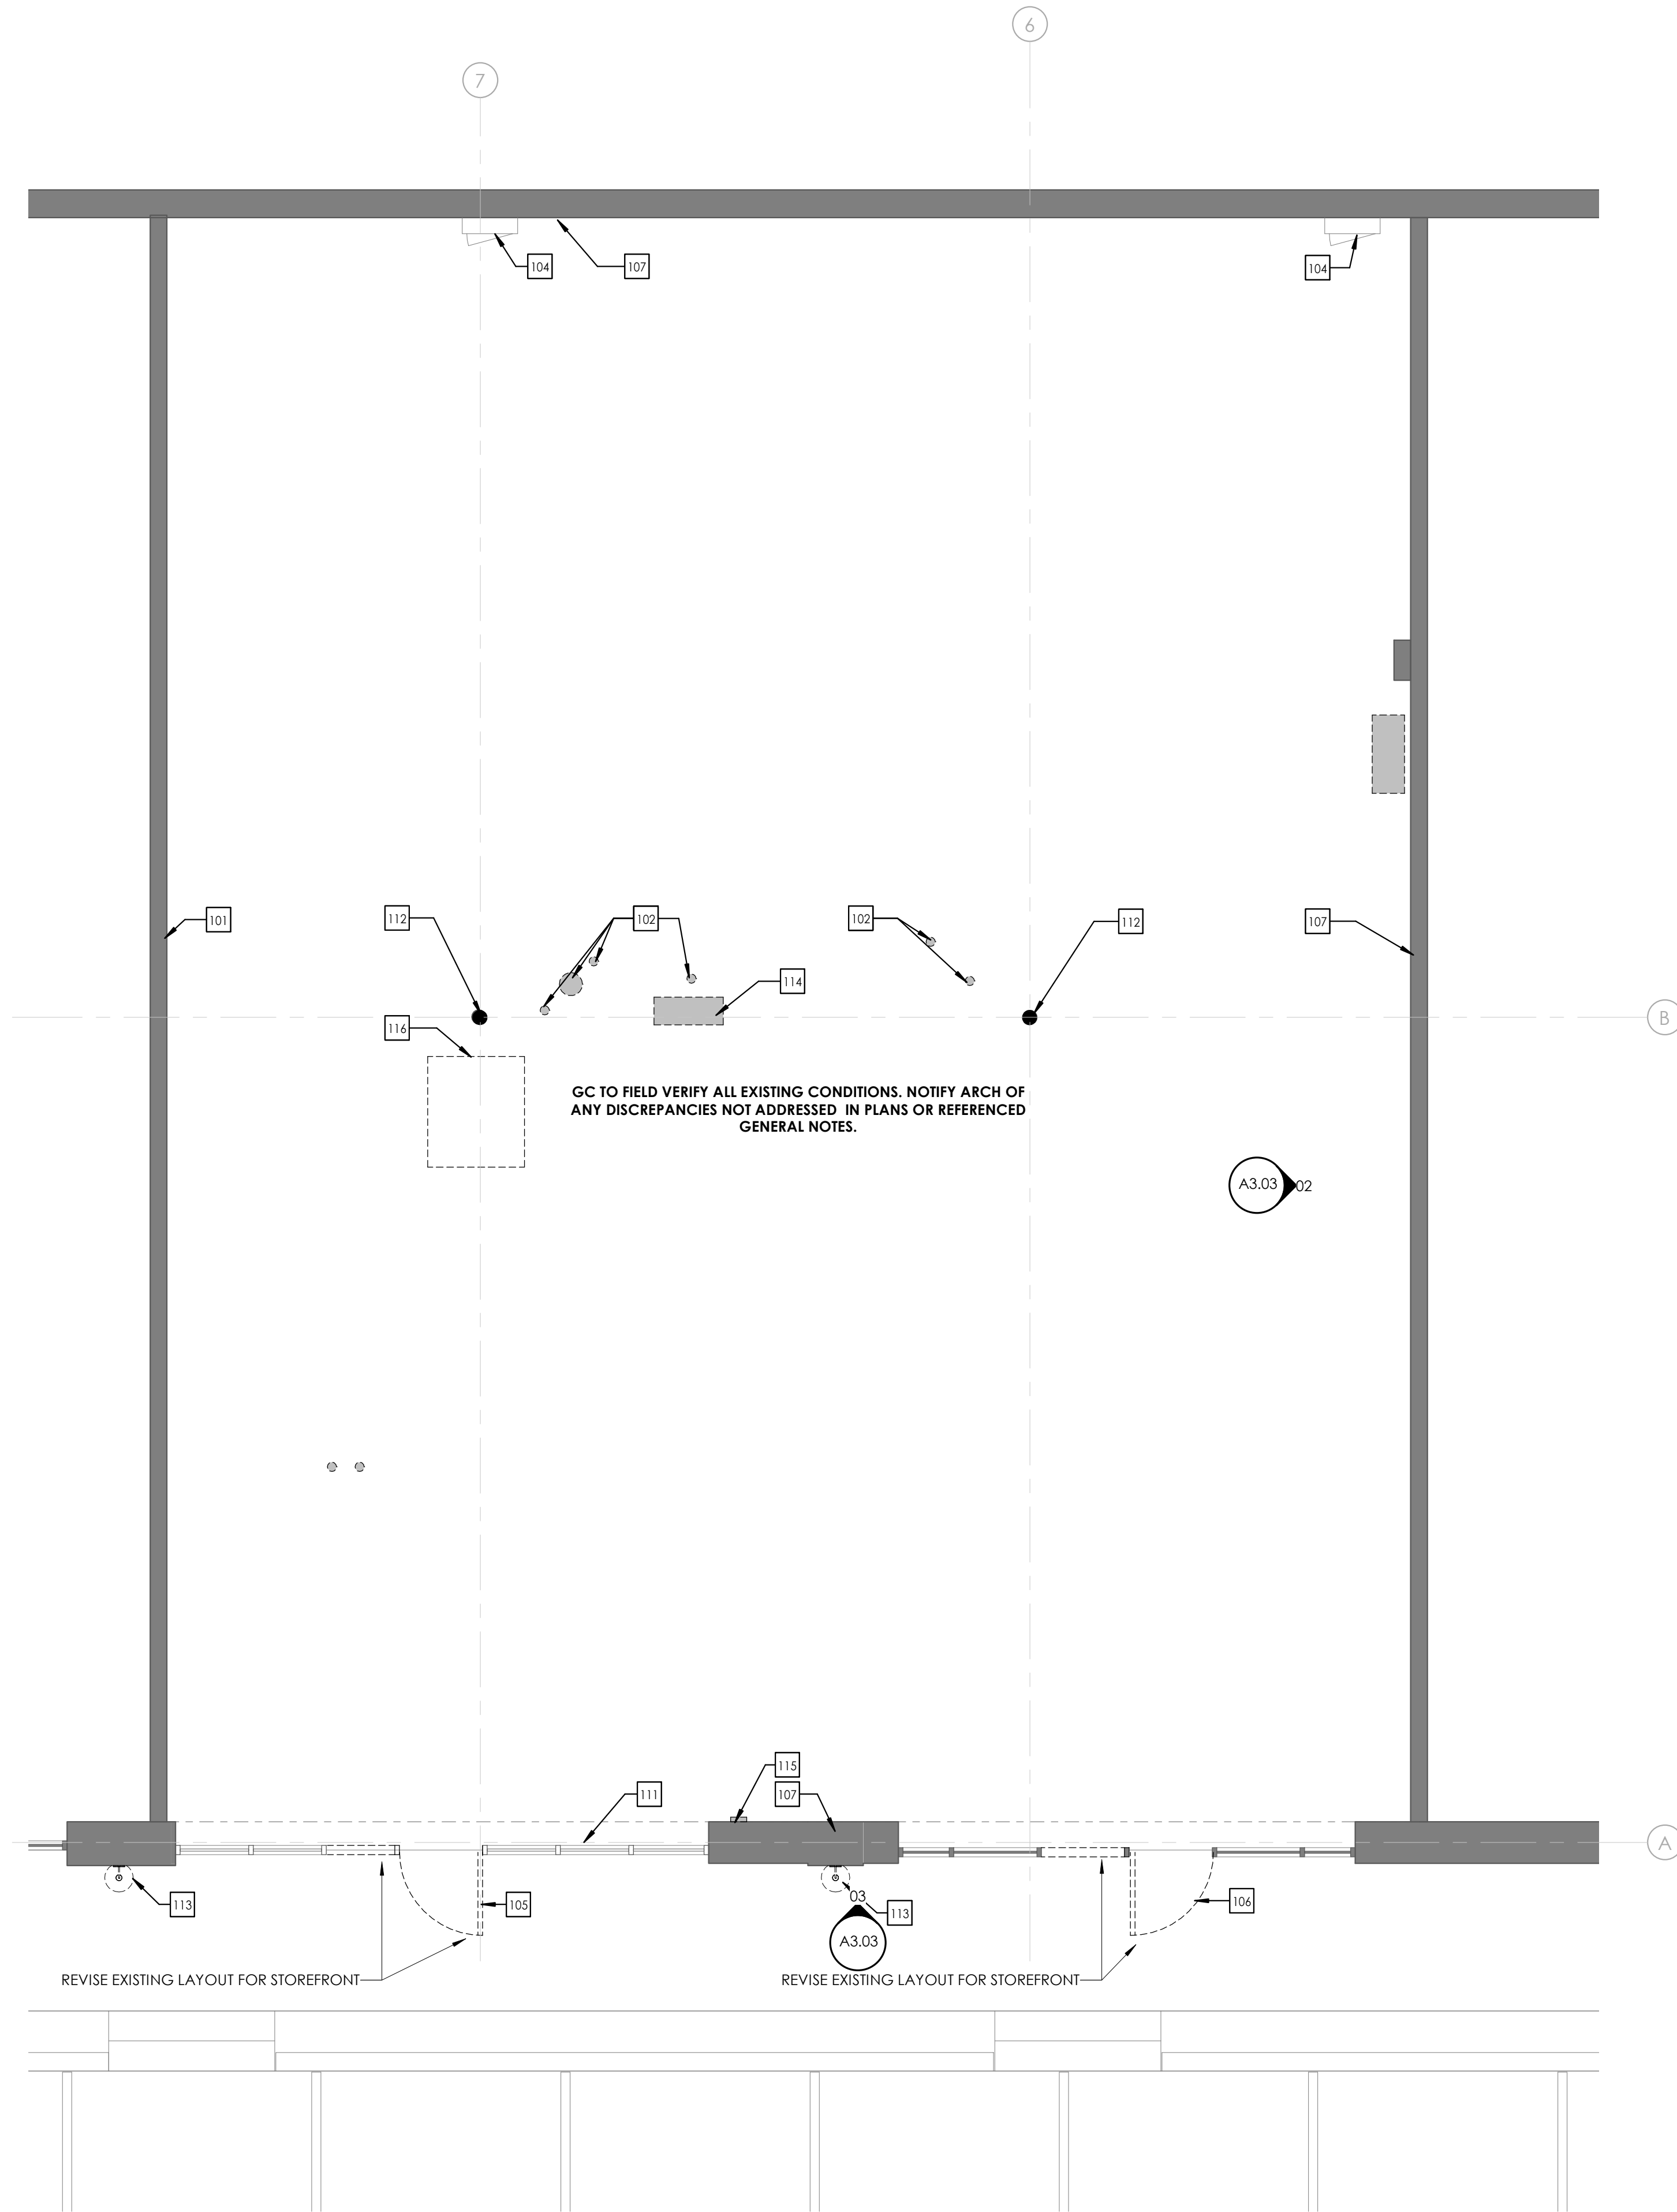 6
7
104
107
104
101
112
102
102
112
107
114
116
B
GC TO FIELD VERIFY ALL EXISTING CONDITIONS. NOTIFY ARCH OF
ANY DISCREPANCIES NOT ADDRESSED IN PLANS OR REFERENCED
GENERAL NOTES.
A3.03
02
115
111
107
A
113
105
03
113
106
A3.03
REVISE EXISTING LAYOUT FOR STOREFRONT
REVISE EXISTING LAYOUT FOR STOREFRONT